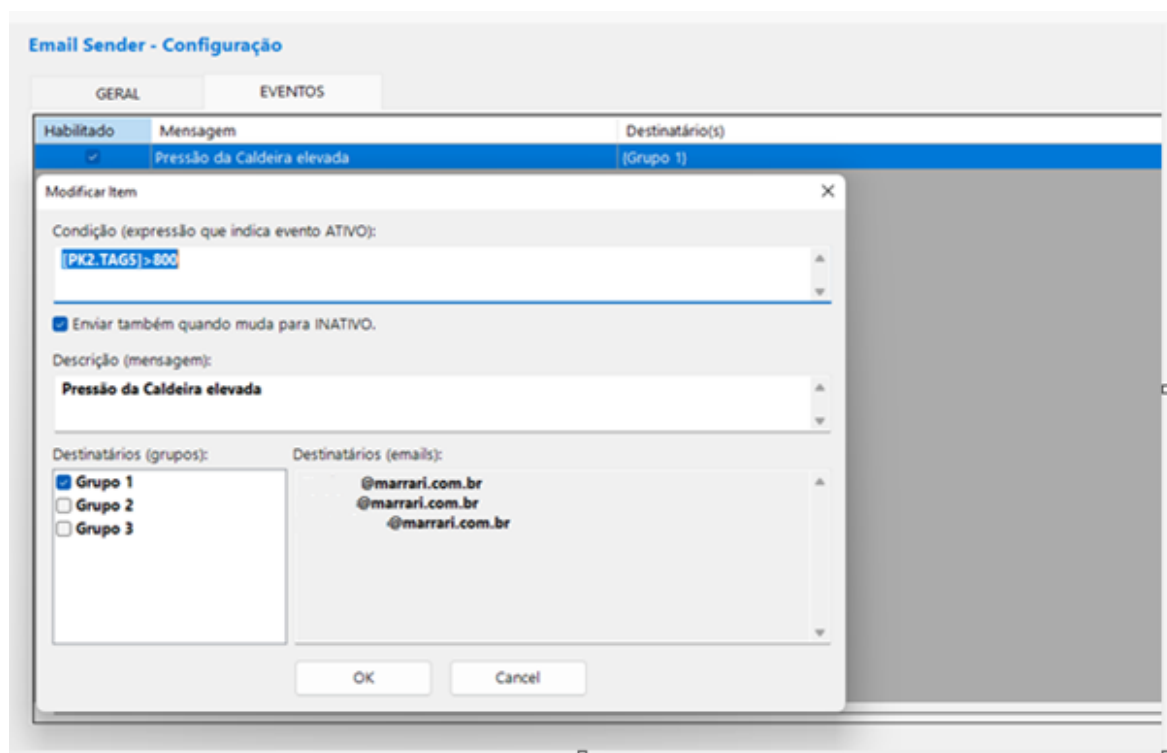 Email Sender - Configuração
GERAL EVENTOS
Habilitado Mensagem Destinatário(s)
Pressão da Caldeira elevada {Grupo 1}
Modificar Item
Condição (expressão que indica evento ATIVO):
[PK2.TAG5]>800
Enviar também quando muda para INATIVO.
Descrição (mensagem):
Pressão da Caldeira elevada
Destinatários (grupos): Destinatários (emails):
Grupo 1 @marrari.com.br
Grupo 2 @marrari.com.br
Grupo 3 @marrari.com.br
OK Cancel